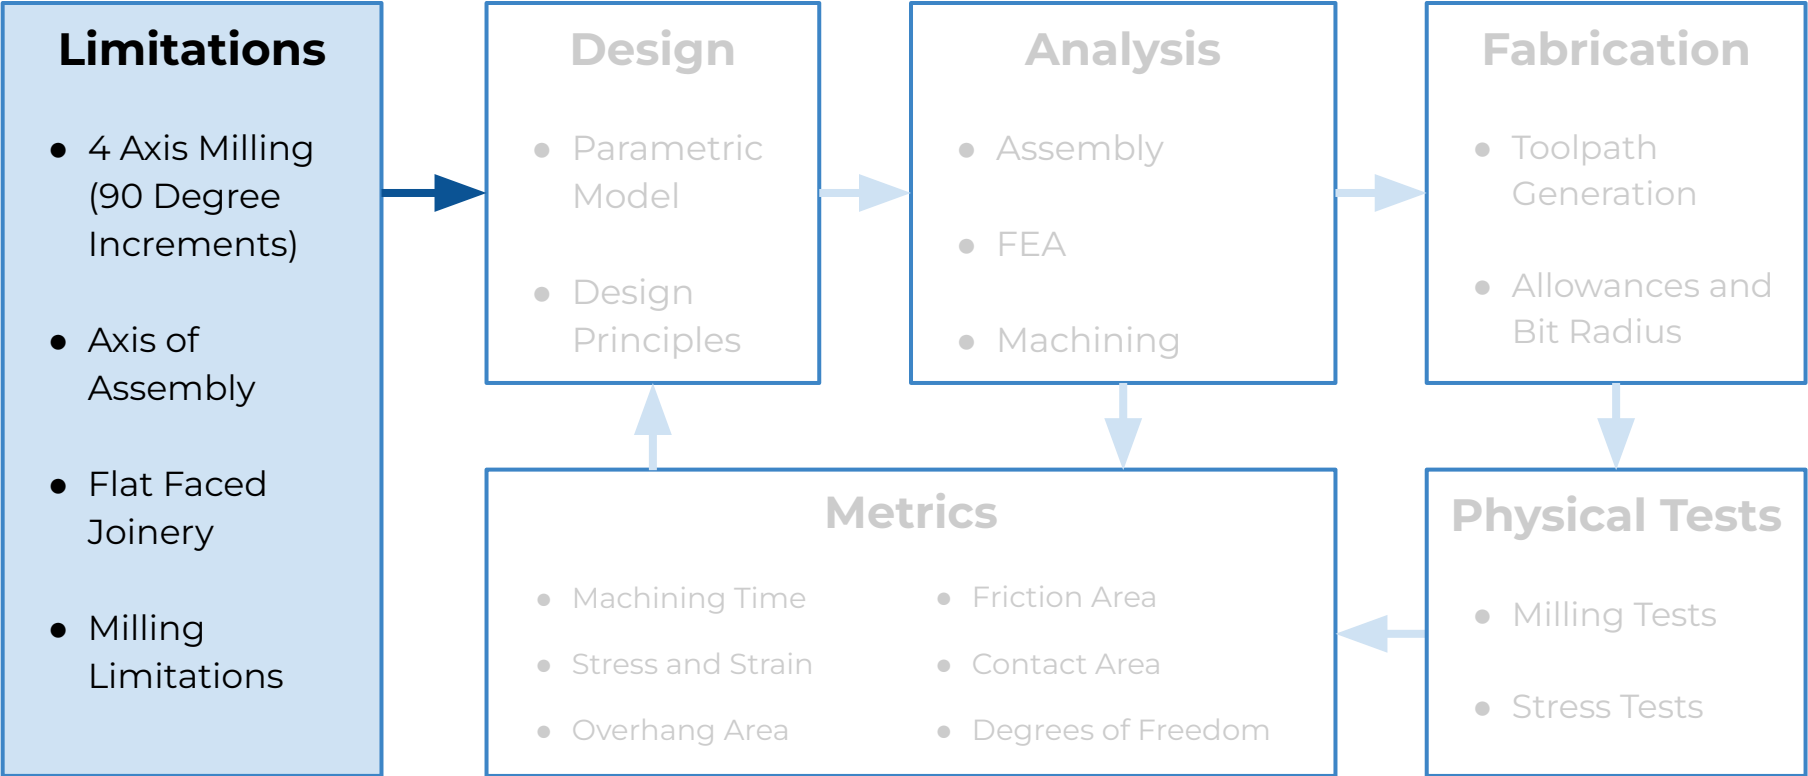 Limitations
● 4 Axis Milling
(90 Degree
Increments)
● Axis of
Assembly
● Flat Faced
Joinery
● Milling
Limitations
Design
● Parametric
Model
● Design
Principles
Analysis
● Assembly
● FEA
● Machining
Fabrication
● Toolpath
Generation
● Allowances and
Bit Radius
Metrics
● Machining Time
● Stress and Strain
● Overhang Area
● Friction Area
● Contact Area
● Degrees of Freedom
Physical Tests
● Milling Tests
● Stress Tests